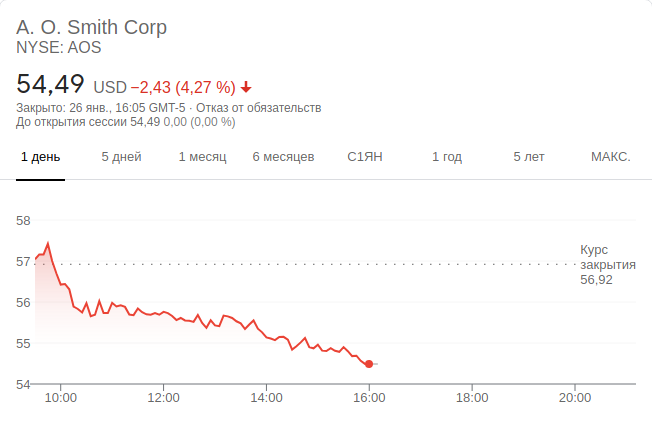 A. O. Smith Corp
NYSE: AOS
54,49 USD −2,43 (4,27 %)
Закрыто: 26 янв., 16:05 GMT-5 · Отказ от обязательств
До открытия сессии 54,49 0,00 (0,00 %)
1 день 5 дней 1 месяц 6 месяцев С1ЯН 1 год 5 лет МАКС.
58
57
56
55
54
Курс
закрытия
56,92
10:00 12:00 14:00 16:00 18:00 20:00